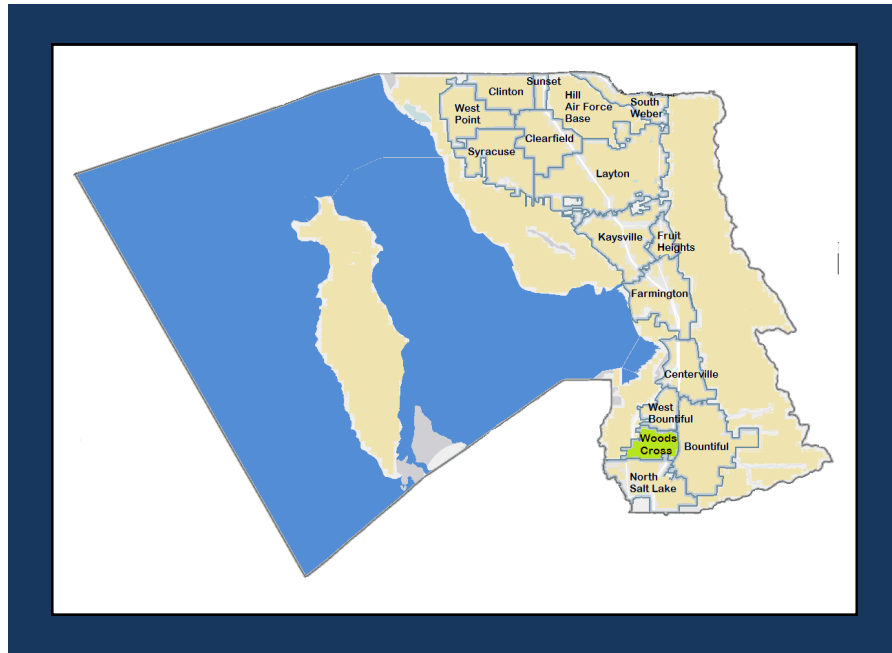 Sunset
Clinton
Hill
Air Force
Base
South
Weber
West
Point
Clearfield
Syracuse
Layton
Kaysville
Fruit
Heights
Farmington
Centerville
West
Bountiful
Woods
Cross
Bountiful
North
Salt Lake